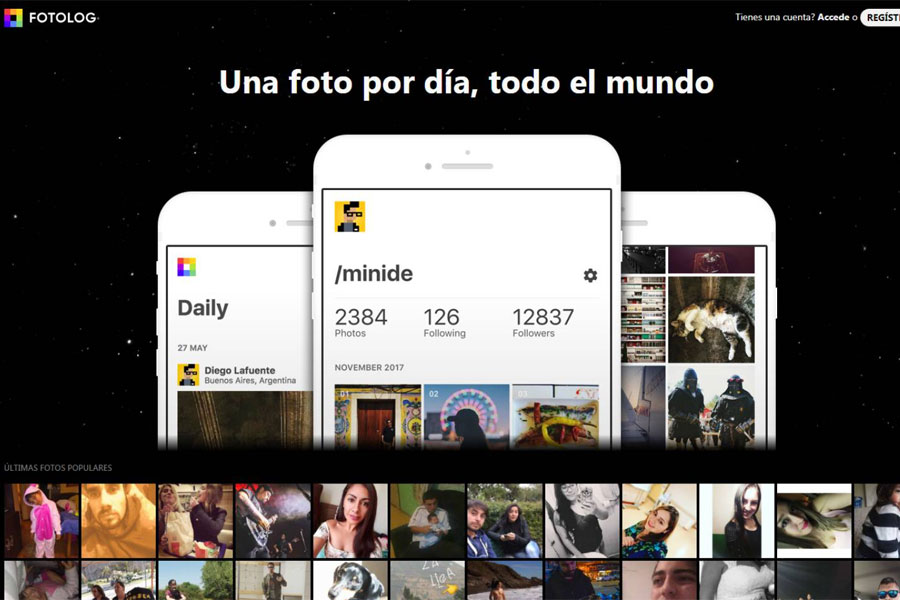 FOTOLOG
Tienes una cuenta? Accede o REGÍST
Una foto por día, todo el mundo
Daily
27 MAY
Diego Lafuente
Buenos Aires, Argentina
/minide
2384 126 12837
Photos Following Followers
NOVEMBER 2017
01 02 03
ÚLTIMAS FOTOS POPULARES